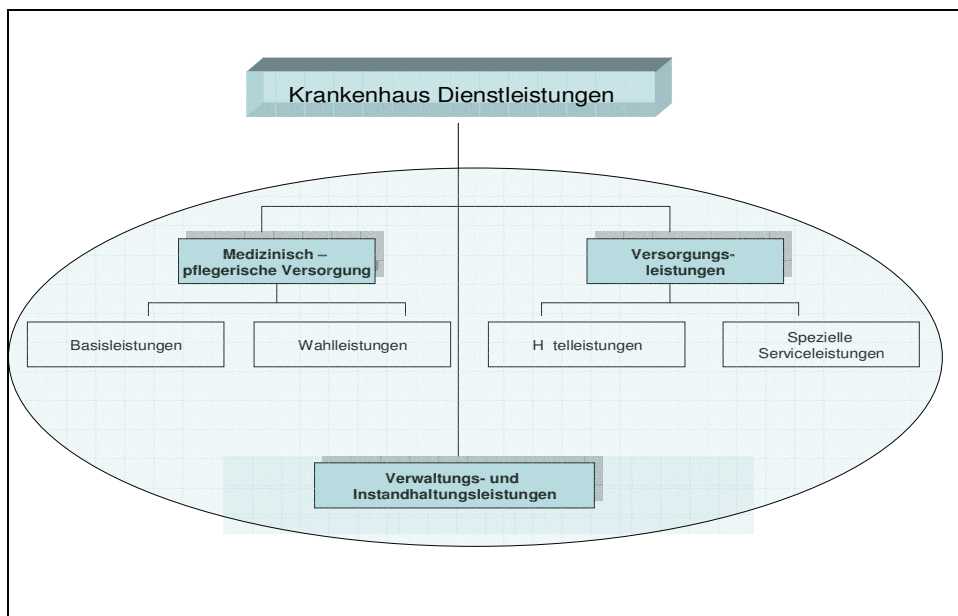 Krankenhaus Dienstleistungen
Medizinisch –
pflegerische Versorgung
Versorgungs-
leistungen
Basisleistungen
Wahlleistungen
H telleistungen
Spezielle
Serviceleistungen
Verwaltungs- und
Instandhaltungsleistungen